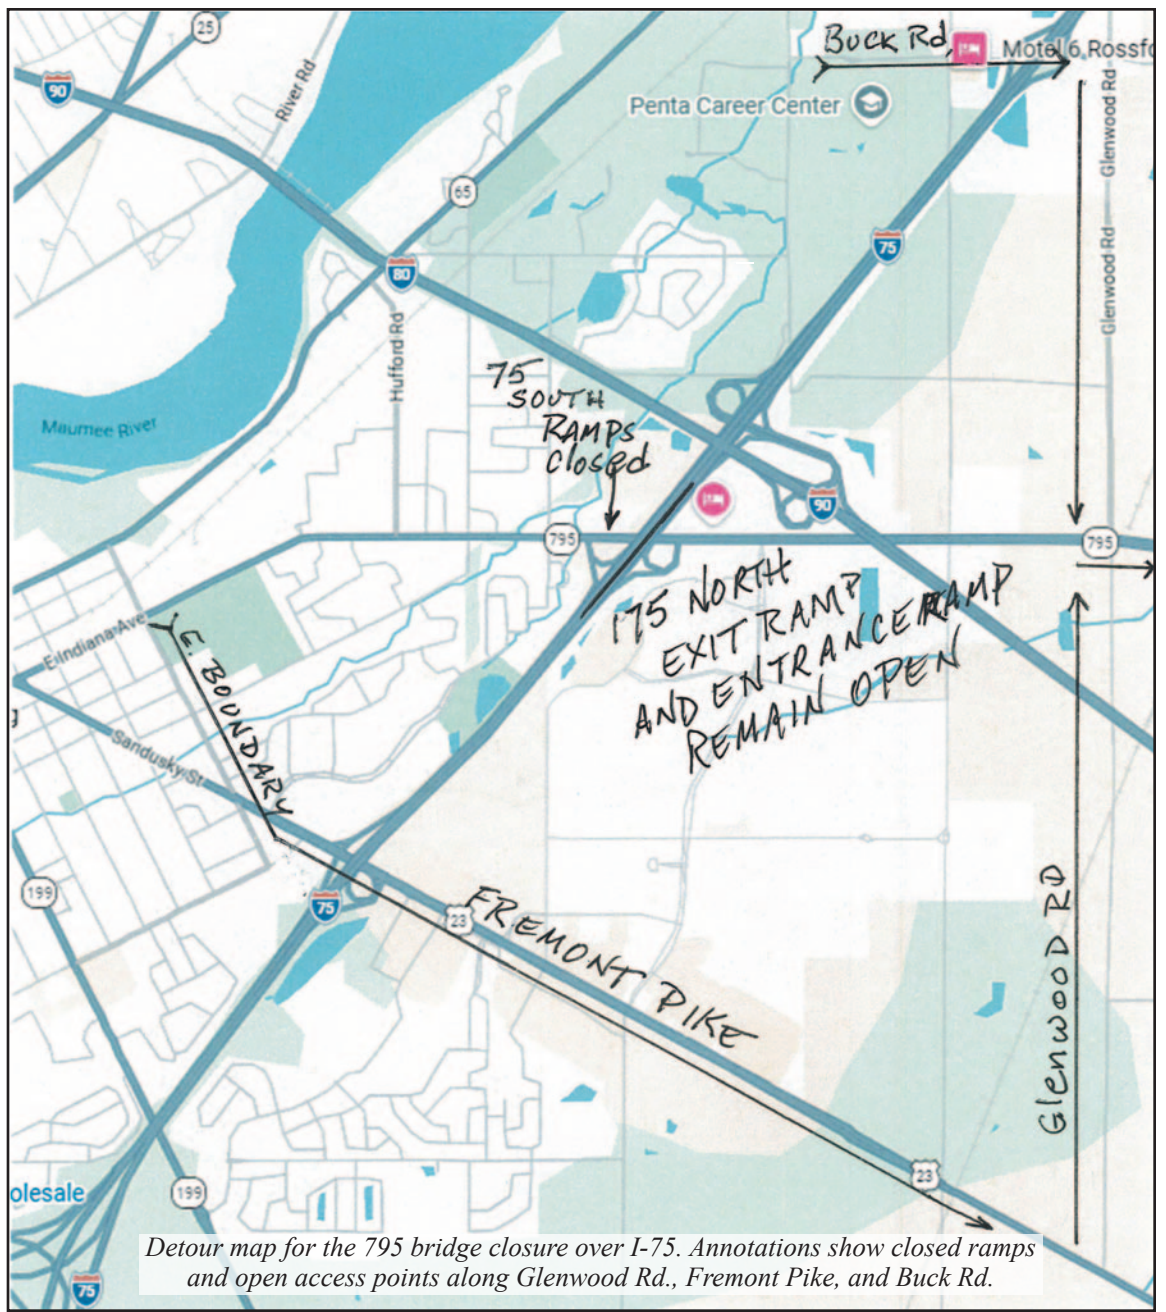 25
BUCK Rd
Motel 6 Rossfo
90
River Rd
Penta Career Center
Glenwood Rd
65
75
Glenwood Rd
80
Hufford Rd
75
SOUTH
RAMPS
closed
Maumee River
90
795
795
I75 NORTH
EXIT RAMP
AND ENTRANCE RAMP
REMAIN OPEN
E Indiana Ave
E. BOUNDARY
g
Sandusky St
199
75
23
FREMONT PIKE
Glenwood RD
23
199
olesale
75
Detour map for the 795 bridge closure over I-75. Annotations show closed ramps
and open access points along Glenwood Rd., Fremont Pike, and Buck Rd.